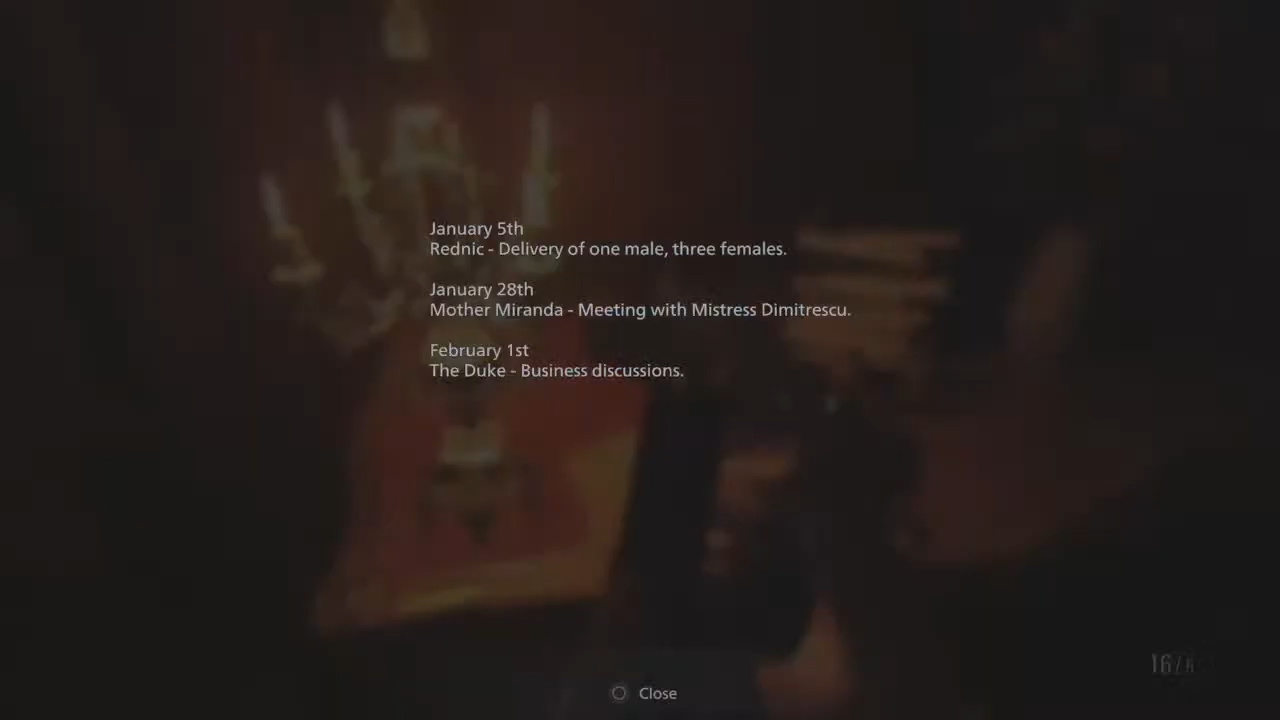 January 5th
Rednic - Delivery of one male, three females.
January 28th
Mother Miranda - Meeting with Mistress Dimitrescu.
February 1st
The Duke - Business discussions.
Close